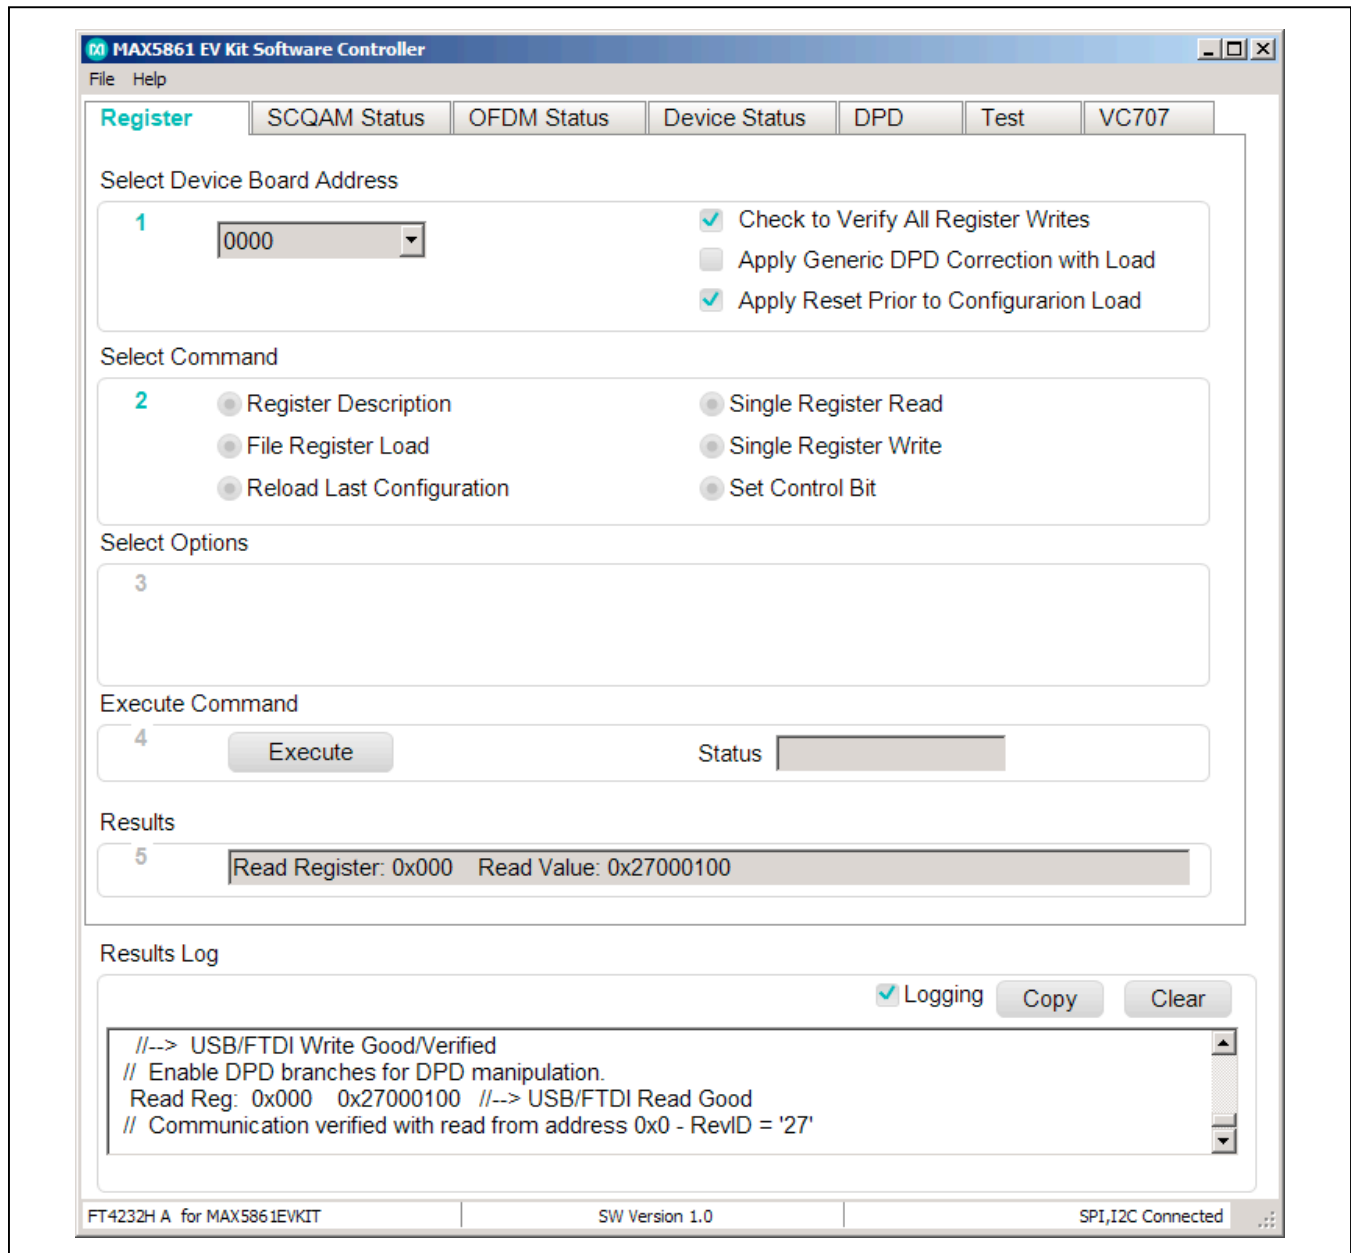 MAX5861 EV Kit Software Controller
File Help
Register SCQAM Status OFDM Status Device Status DPD Test VC707
Select Device Board Address
1
0000
Check to Verify All Register Writes
Apply Generic DPD Correction with Load
Apply Reset Prior to Configurarion Load
Select Command
2
Register Description Single Register Read
File Register Load Single Register Write
Reload Last Configuration Set Control Bit
Select Options
3
Execute Command
4
Execute Status
Results
5
Read Register: 0x000 Read Value: 0x27000100
Results Log
Logging Copy Clear
//--> USB/FTDI Write Good/Verified
// Enable DPD branches for DPD manipulation.
Read Reg: 0x000 0x27000100 //--> USB/FTDI Read Good
// Communication verified with read from address 0x0 - RevID = '27'
FT4232H A for MAX5861EVKIT SW Version 1.0 SPI,I2C Connected